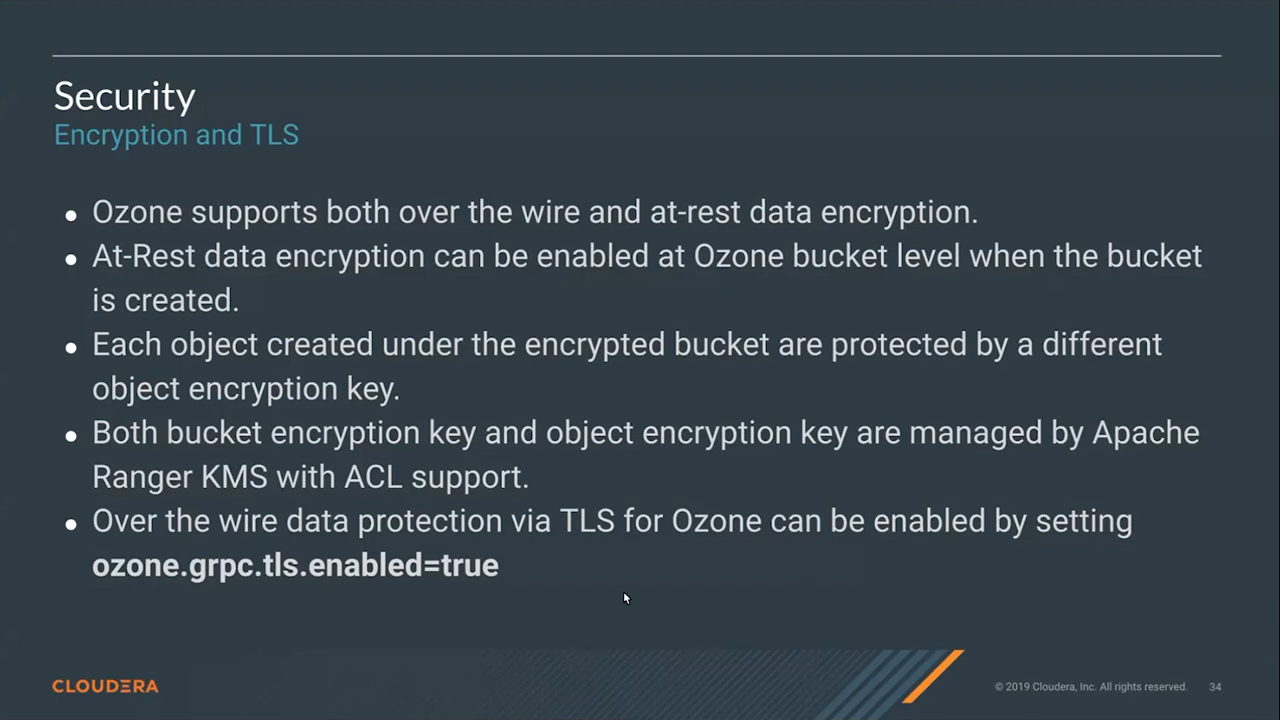 Security
Encryption and TLS
● Ozone supports both over the wire and at-rest data encryption.
● At-Rest data encryption can be enabled at Ozone bucket level when the bucket
is created.
● Each object created under the encrypted bucket are protected by a different
object encryption key.
● Both bucket encryption key and object encryption key are managed by Apache
Ranger KMS with ACL support.
● Over the wire data protection via TLS for Ozone can be enabled by setting
ozone.grpc.tls.enabled=true
CLOUDERA
© 2019 Cloudera, Inc. All rights reserved. 34